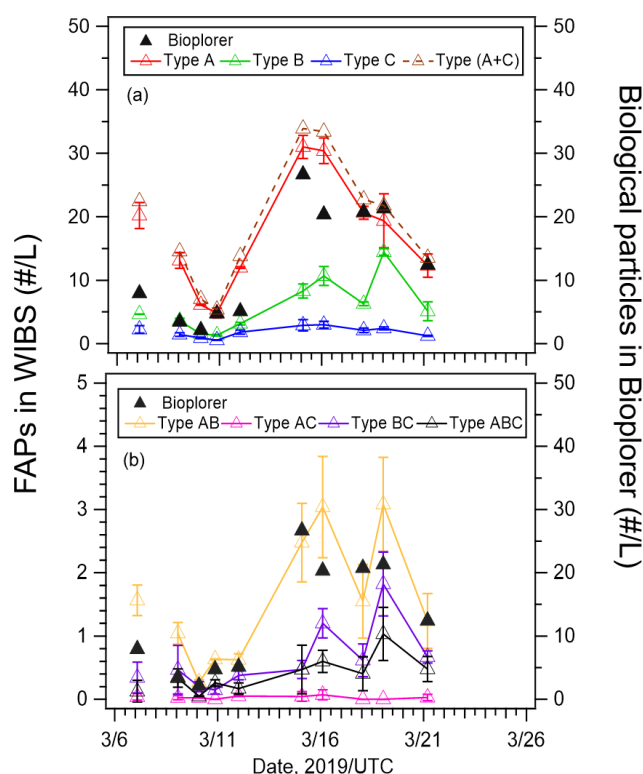 FAPs in WIBS (#/L)
Biological particles in Bioplorer (#/L)
50
40
30
20
10
0
Bioplorer
Type A Type B Type C Type (A+C)
(a)
50
40
30
20
10
0
5
4
3
2
1
0
Bioplorer
Type AB Type AC Type BC Type ABC
(b)
50
40
30
20
10
0
3/6 3/11 3/16 3/21 3/26
Date. 2019/UTC